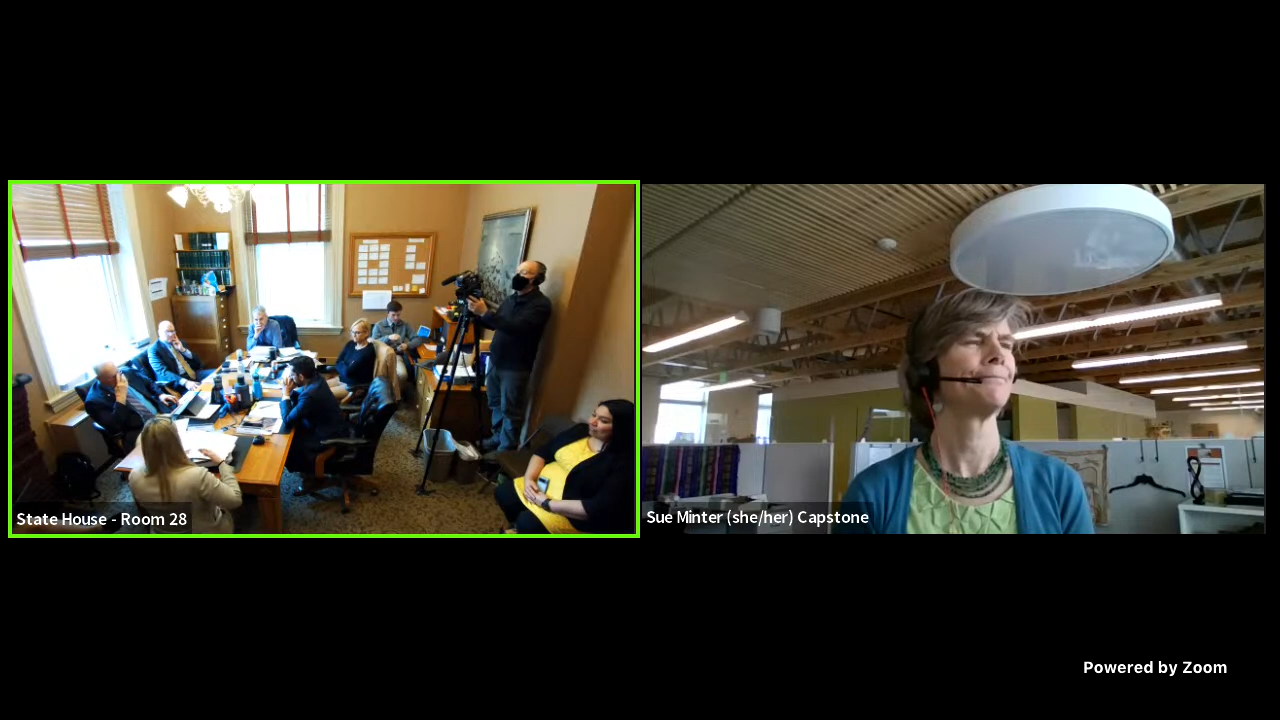 State House - Room 28
Sue Minter (she/her) Capstone
Powered by Zoom